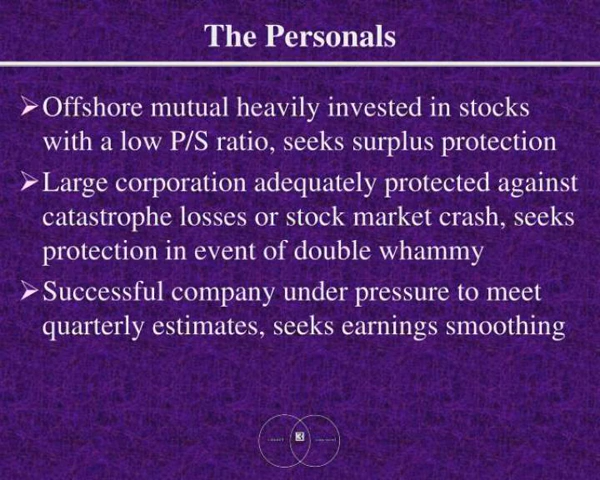 The Personals
Offshore mutual heavily invested in stocks
with a low P/S ratio, seeks surplus protection
Large corporation adequately protected against
catastrophe losses or stock market crash, seeks
protection in event of double whammy
Successful company under pressure to meet
quarterly estimates, seeks earnings smoothing